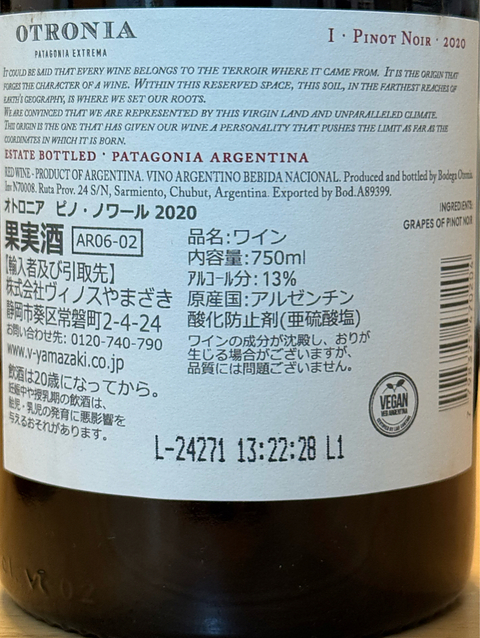 OTRONIA
PATAGONIA EXTREMA
I · PINOT NOIR · 2020
IT COULD BE SAID THAT EVERY WINE BELONGS TO THE TERROIR WHERE IT CAME FROM. IT IS THE ORIGIN THAT
FORGES THE CHARACTER OF A WINE. WITHIN THIS RESERVED SPACE, THIS SOIL, IN THE FARTHEST REACHES OF
EARTH'S GEOGRAPHY, IS WHERE WE SET OUR ROOTS.
WE ARE CONVINCED THAT WE ARE REPRESENTED BY THIS VIRGIN LAND AND UNPARALLELED CLIMATE.
THIS ORIGIN IS THE ONE THAT HAS GIVEN OUR WINE A PERSONALITY THAT PUSHES THE LIMIT AS FAR AS THE
COORDINATES IN WHICH IT IS BORN.
ESTATE BOTTLED · PATAGONIA ARGENTINA
RED WINE - PRODUCT OF ARGENTINA. VINO ARGENTINO BEBIDA NACIONAL. Produced and bottled by Bodega Otronia.
Inv N70008. Ruta Prov. 24 S/N, Sarmiento, Chubut, Argentina. Exported by Bod.A89399.
INGREDIENTS:
GRAPES OF PINOT NOIR
オトロニア ピノ・ノワール 2020
果実酒 AR06-02
【輸入者及び引取先】
株式会社ヴィノスやまざき
静岡市葵区常磐町2-4-24
お問い合わせ先: 0120-740-790
www.v-yamazaki.co.jp
飲酒は20歳になってから。
妊娠中や授乳期の飲酒は、
胎児・乳児の発育に悪影響を
与えるおそれがあります。
品名:ワイン
内容量:750ml
アルコール分:13%
原産国:アルゼンチン
酸化防止剤(亜硫酸塩)
ワインの成分が沈殿し、おりが
生じる場合がございますが、
品質には問題ございません。
VEGAN
L-24271 13:22:28 L1